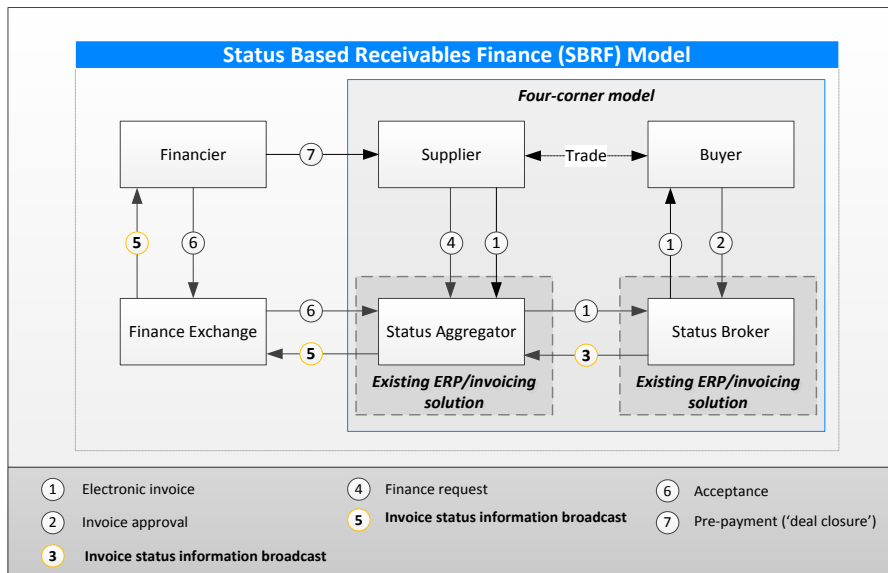 Status Based Receivables Finance (SBRF) Model
Four-corner model
Financier
7
Supplier
Trade
Buyer
5
6
4
1
1
2
Finance Exchange
6
Status Aggregator
1
Status Broker
5
3
Existing ERP/invoicing
solution
Existing ERP/invoicing
solution
1 Electronic invoice
4 Finance request
6 Acceptance
2 Invoice approval
5 Invoice status information broadcast
7 Pre-payment (‘deal closure’)
3 Invoice status information broadcast